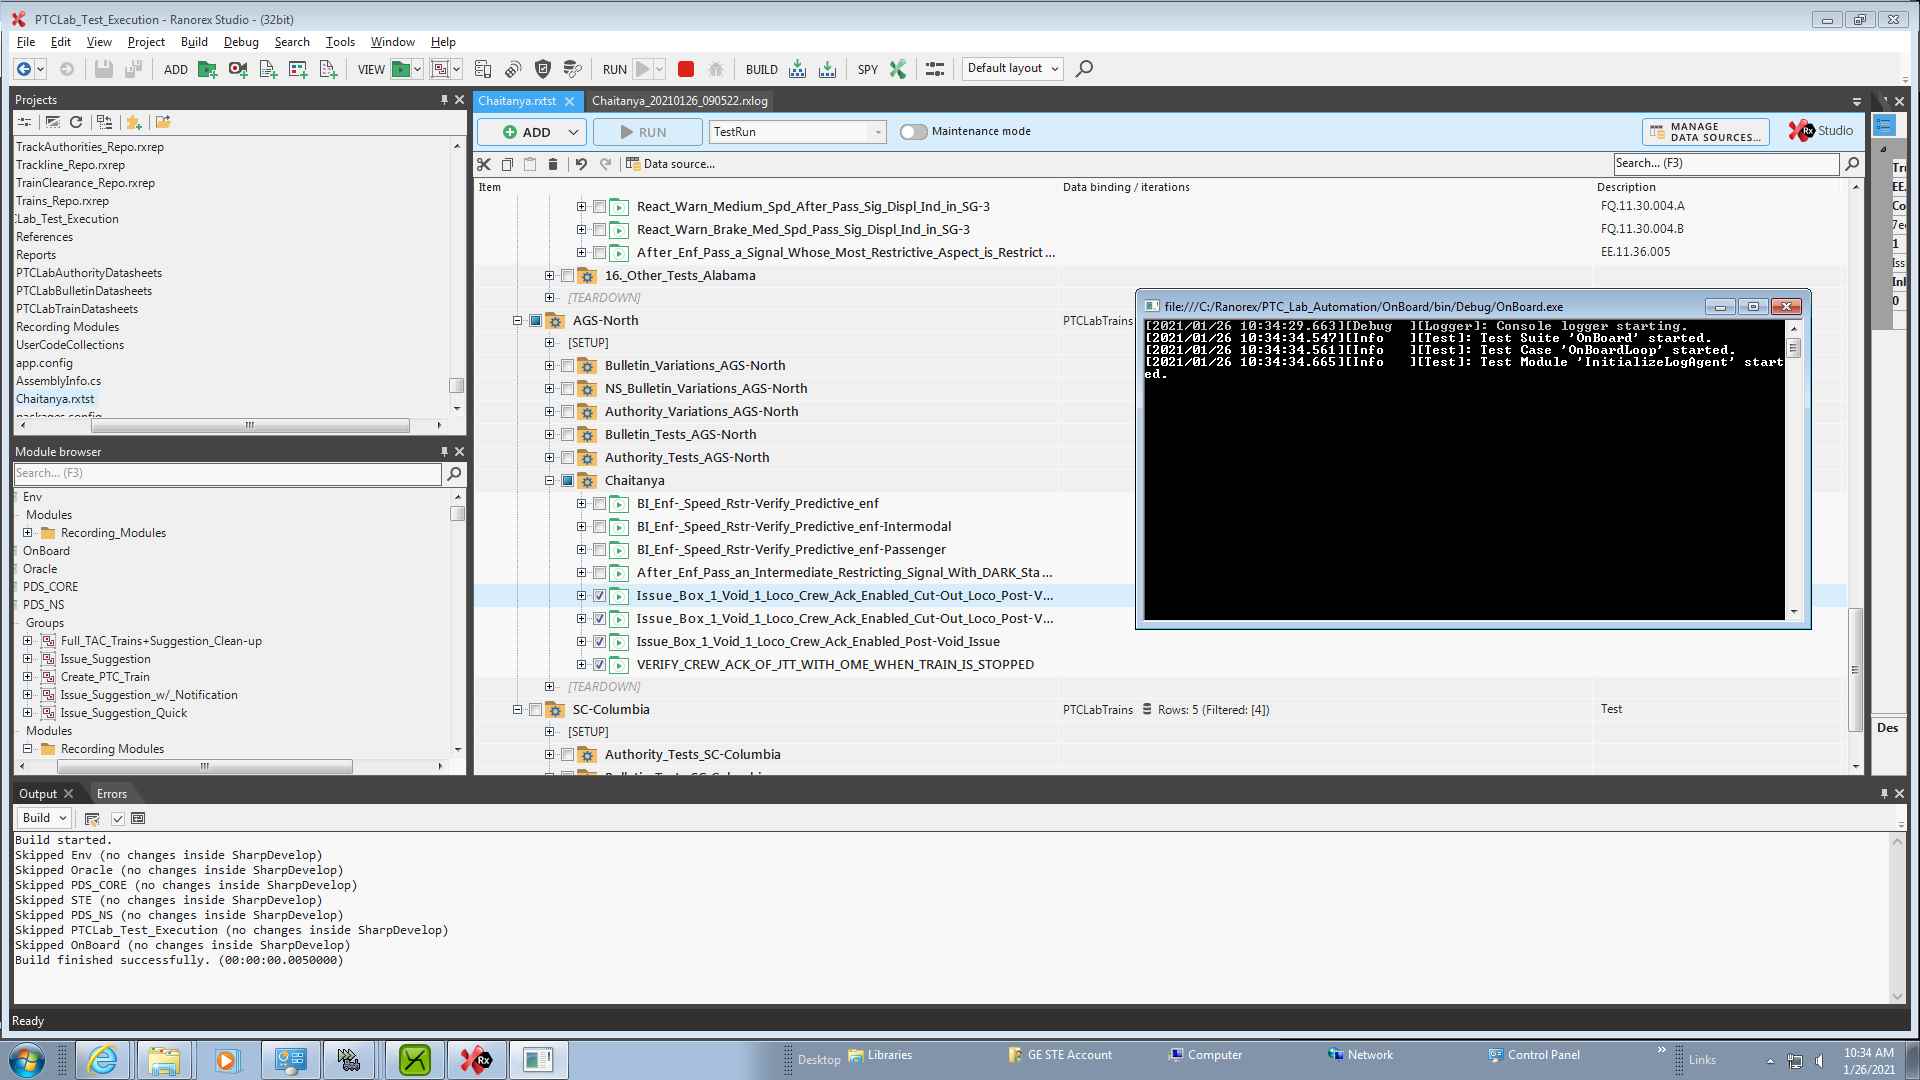 PTCLab_Test_Execution - Ranorex Studio - (32bit)
File Edit View Project Build Debug Search Tools Window Help
ADD VIEW RUN BUILD SPY Default layout
Projects
TrackAuthorities_Repo.rxrep
Trackline_Repo.rxrep
TrainClearance_Repo.rxrep
Trains_Repo.rxrep
Lab_Test_Execution
References
Reports
PTCLabAuthorityDatasheets
PTCLabBulletinDatasheets
PTCLabTrainDatasheets
Recording Modules
UserCodeCollections
app.config
AssemblyInfo.cs
Chaitanya.rxtst
packages.config
Module browser
Search... (F3)
Env
Modules
Recording_Modules
OnBoard
Oracle
PDS_CORE
PDS_NS
Groups
Full_TAC_Trains+Suggestion_Clean-up
Issue_Suggestion
Create_PTC_Train
Issue_Suggestion_w/_Notification
Issue_Suggestion_Quick
Modules
Recording Modules
Chaitanya.rxtst Chaitanya_20210126_090522.rxlog
ADD RUN TestRun Maintenance mode MANAGE DATA SOURCES... Rx Studio
Data source... Search... (F3)
Item Data binding / iterations Description
React_Warn_Medium_Spd_After_Pass_Sig_Displ_Ind_in_SG-3 FQ.11.30.004.A
React_Warn_Brake_Med_Spd_Pass_Sig_Displ_Ind_in_SG-3 FQ.11.30.004.B
After_Enf_Pass_a_Signal_Whose_Most_Restrictive_Aspect_is_Restrict ... EE.11.36.005
16._Other_Tests_Alabama
[TEARDOWN]
AGS-North PTCLabTrains
[SETUP]
Bulletin_Variations_AGS-North
NS_Bulletin_Variations_AGS-North
Authority_Variations_AGS-North
Bulletin_Tests_AGS-North
Authority_Tests_AGS-North
Chaitanya
BI_Enf-_Speed_Rstr-Verify_Predictive_enf
BI_Enf-_Speed_Rstr-Verify_Predictive_enf-Intermodal
BI_Enf-_Speed_Rstr-Verify_Predictive_enf-Passenger
After_Enf_Pass_an_Intermediate_Restricting_Signal_With_DARK_Sta ...
Issue_Box_1_Void_1_Loco_Crew_Ack_Enabled_Cut-Out_Loco_Post-V...
Issue_Box_1_Void_1_Loco_Crew_Ack_Enabled_Cut-Out_Loco_Post-V...
Issue_Box_1_Void_1_Loco_Crew_Ack_Enabled_Post-Void_Issue
VERIFY_CREW_ACK_OF_JTT_WITH_OME_WHEN_TRAIN_IS_STOPPED
[TEARDOWN]
SC-Columbia PTCLabTrains Rows: 5 (Filtered: [4]) Test
[SETUP]
Authority_Tests_SC-Columbia
file:///C:/Ranorex/PTC_Lab_Automation/OnBoard/bin/Debug/OnBoard.exe
[2021/01/26 10:34:29.663][Debug ][Logger]: Console logger starting.
[2021/01/26 10:34:34.547][Info ][Test]: Test Suite 'OnBoard' started.
[2021/01/26 10:34:34.561][Info ][Test]: Test Case 'OnBoardLoop' started.
[2021/01/26 10:34:34.665][Info ][Test]: Test Module 'InitializeLogAgent' start
ed.
EE.
Co
1
Iss
0
Des
Output Errors
Build
Build started.
Skipped Env (no changes inside SharpDevelop)
Skipped Oracle (no changes inside SharpDevelop)
Skipped PDS_CORE (no changes inside SharpDevelop)
Skipped STE (no changes inside SharpDevelop)
Skipped PDS_NS (no changes inside SharpDevelop)
Skipped PTCLab_Test_Execution (no changes inside SharpDevelop)
Skipped OnBoard (no changes inside SharpDevelop)
Build finished successfully. (00:00:00.0050000)
Ready
Desktop Libraries GE STE Account Computer Network Control Panel » Links
10:34 AM
1/26/2021